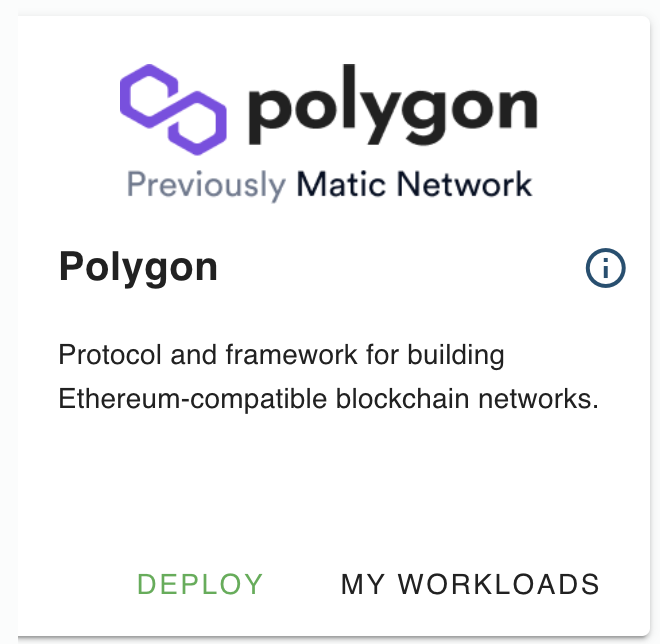 polygon
Previously Matic Network
Polygon
Protocol and framework for building
Ethereum-compatible blockchain networks.
DEPLOY MY WORKLOADS